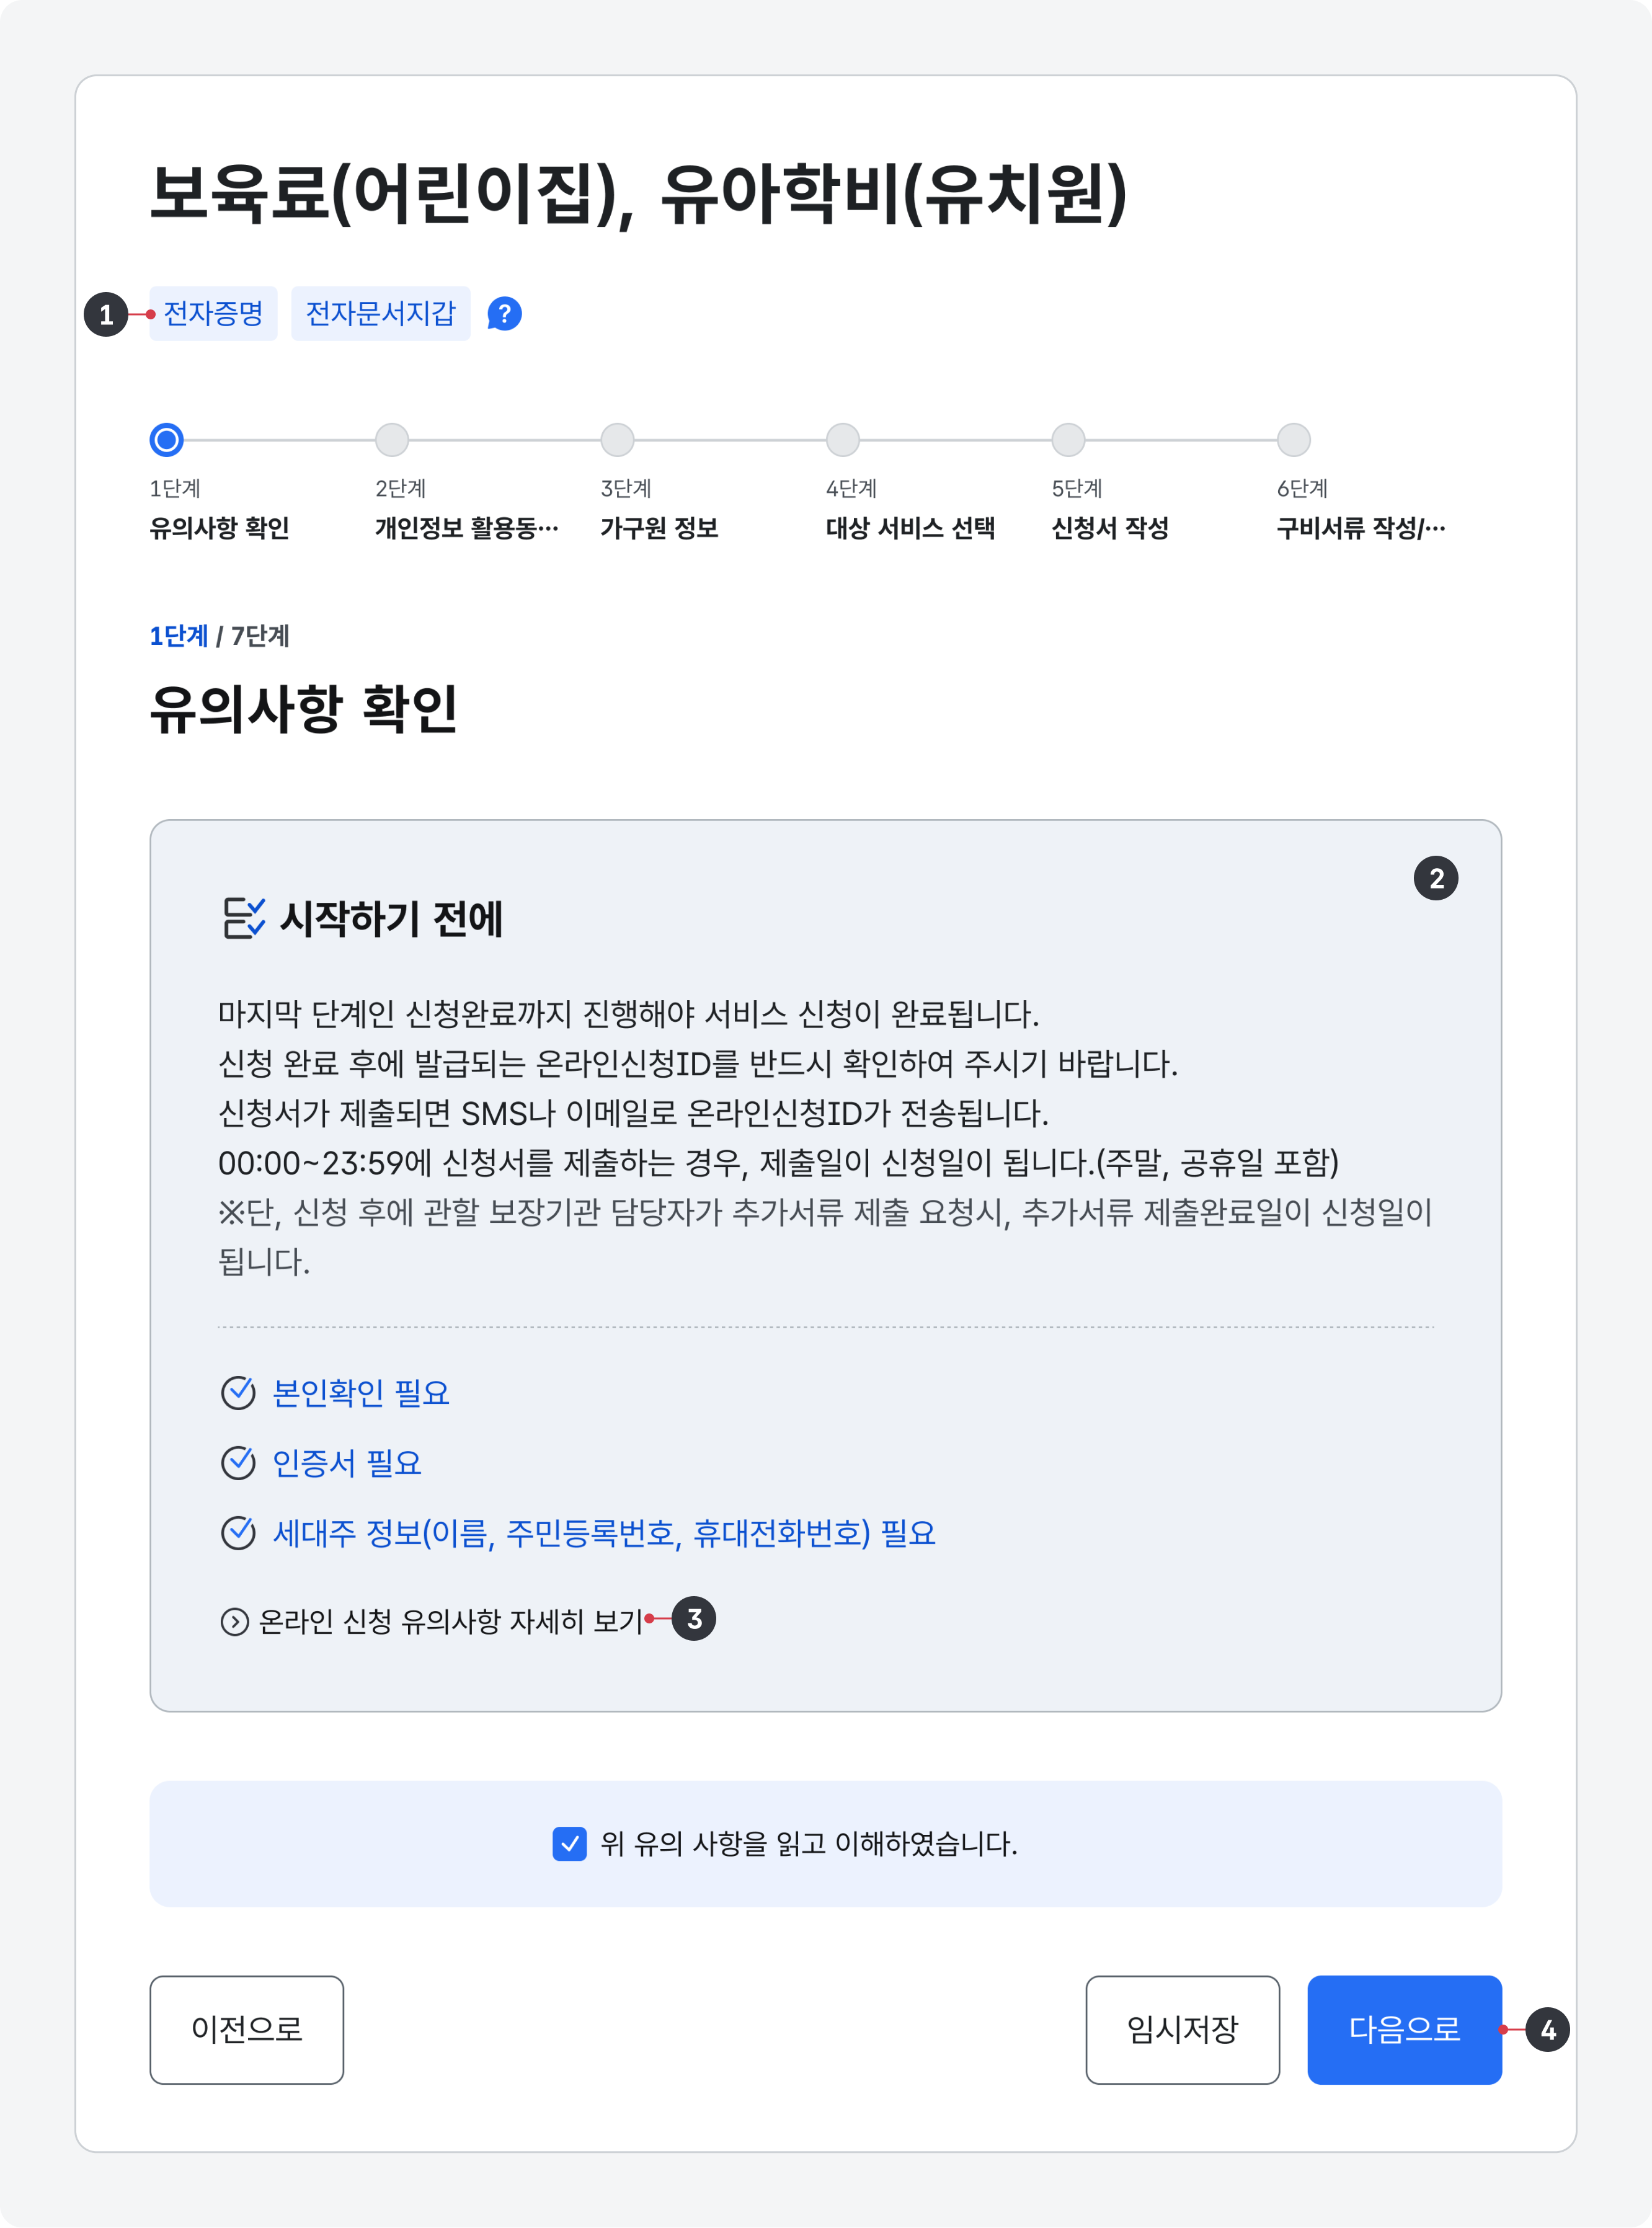 보육료(어린이집), 유아학비(유치원)
1 전자증명 전자문서지갑 ?
1단계 2단계 3단계 4단계 5단계 6단계
유의사항 확인 개인정보 활용동… 가구원 정보 대상 서비스 선택 신청서 작성 구비서류 작성/…
1단계 / 7단계
유의사항 확인
2
시작하기 전에
마지막 단계인 신청완료까지 진행해야 서비스 신청이 완료됩니다.
신청 완료 후에 발급되는 온라인신청ID를 반드시 확인하여 주시기 바랍니다.
신청서가 제출되면 SMS나 이메일로 온라인신청ID가 전송됩니다.
00:00~23:59에 신청서를 제출하는 경우, 제출일이 신청일이 됩니다.(주말, 공휴일 포함)
※단, 신청 후에 관할 보장기관 담당자가 추가서류 제출 요청시, 추가서류 제출완료일이 신청일이
됩니다.
본인확인 필요
인증서 필요
세대주 정보(이름, 주민등록번호, 휴대전화번호) 필요
온라인 신청 유의사항 자세히 보기 3
위 유의 사항을 읽고 이해하였습니다.
이전으로 임시저장 다음으로 4